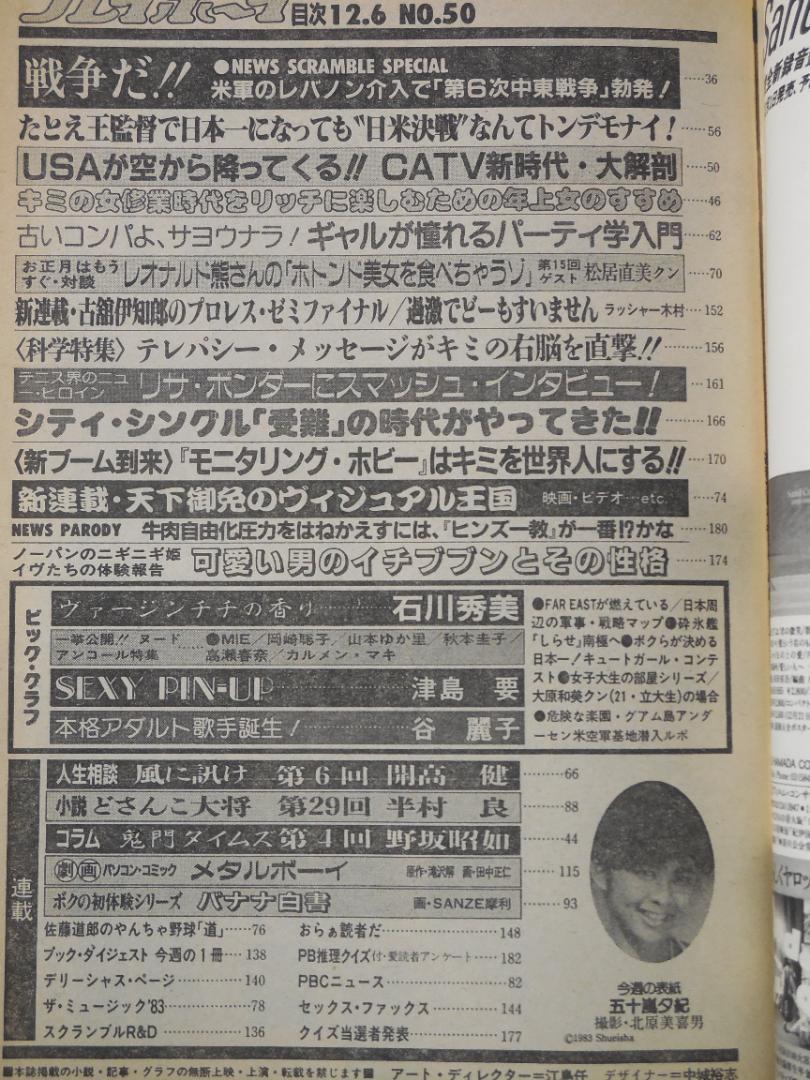 プレイボーイ 目次12.6 NO.50
戦争だ!! ●NEWS SCRAMBLE SPECIAL
米軍のレバノン介入で「第6次中東戦争」勃発! ……36
たとえ王監督で日本一になっても"日米決戦"なんてトンデモナイ! ……56
USAが空から降ってくる!! CATV新時代・大解剖 ……50
キミの女修業時代をリッチに楽しむための年上女のすすめ ……46
古いコンパよ、サヨウナラ! ギャルが憧れるパーティ学入門 ……62
お正月はもうすぐ・対談 レオナルド熊さんの「ホトンド美女を食べちゃうゾ」 第15回ゲスト 松居直美クン ……70
新連載・古舘伊知郎のプロレス・ゼミファイナル/過激でどーもすいません ラッシャー木村 …152
〈科学特集〉テレパシー・メッセージがキミの右脳を直撃!! ……156
テニス界のニュー・ヒロイン リサ・ボンダーにスマッシュ・インタビュー! …161
シティ・シングル「受難」の時代がやってきた!! ……166
〈新ブーム到来〉『モニタリング・ホビー』はキミを世界人にする!! ……170
新連載・天下御免のヴィジュアル王国 映画・ビデオ…etc. ……74
NEWS PARODY 牛肉自由化圧力をはねかえすには、『ヒンズー教』が一番!?かな ……180
ノーパンのニギニギ姫イヴたちの体験報告 可愛い男のイチブブンとその性格 ……174
ビッグ・グラフ
ヴァージンチチの香り 石川秀美
一挙公開!! ヌードアンコール特集 ●MIE/岡崎聡子/山本ゆか里/秋本圭子/高瀬春奈/カルメン・マキ
SEXY PIN-UP 津島 要
本格アダルト歌手誕生! 谷 麗子
●FAR EASTが燃えている/日本周
辺の軍事・戦略マップ●砕氷艦
「しらせ」南極へ●ボクらが決める
日本一!キュートガール・コンテ
スト●女子大生の部屋シリーズ/
大原和美クン(21・立大生)の場合
●危険な楽園・グアム島アンダ
ーセン米空軍基地潜入ルポ
連載
人生相談 風に訊け 第6回 開高 健 ……66
小説 どさんこ大将 第29回 半村 良 ……88
コラム 鬼門タイムス 第4回 野坂昭如 ……44
劇画 パソコン・コミック メタルボーイ 原作・滝沢解 画・田中正仁 ……115
ボクの初体験シリーズ バナナ白書 画・SANZE摩利 ……93
佐藤道郎のやんちゃ野球「道」……76
ブック・ダイジェスト 今週の1冊…138
デリーシャス・ページ……140
ザ・ミュージック'83……78
スクランブルR&D……136
おらぁ読者だ……148
PB推理クイズ付・愛読者アンケート……182
PBCニュース……82
セックス・ファックス……144
クイズ当選者発表……177
今週の表紙
五十嵐夕紀
撮影・北原美喜男
©1983 Shueisha
■本誌掲載の小説・記事・グラフの無断上映・上演・転載を禁じます■ アート・ディレクター=江島任 デザイナー=中城裕志